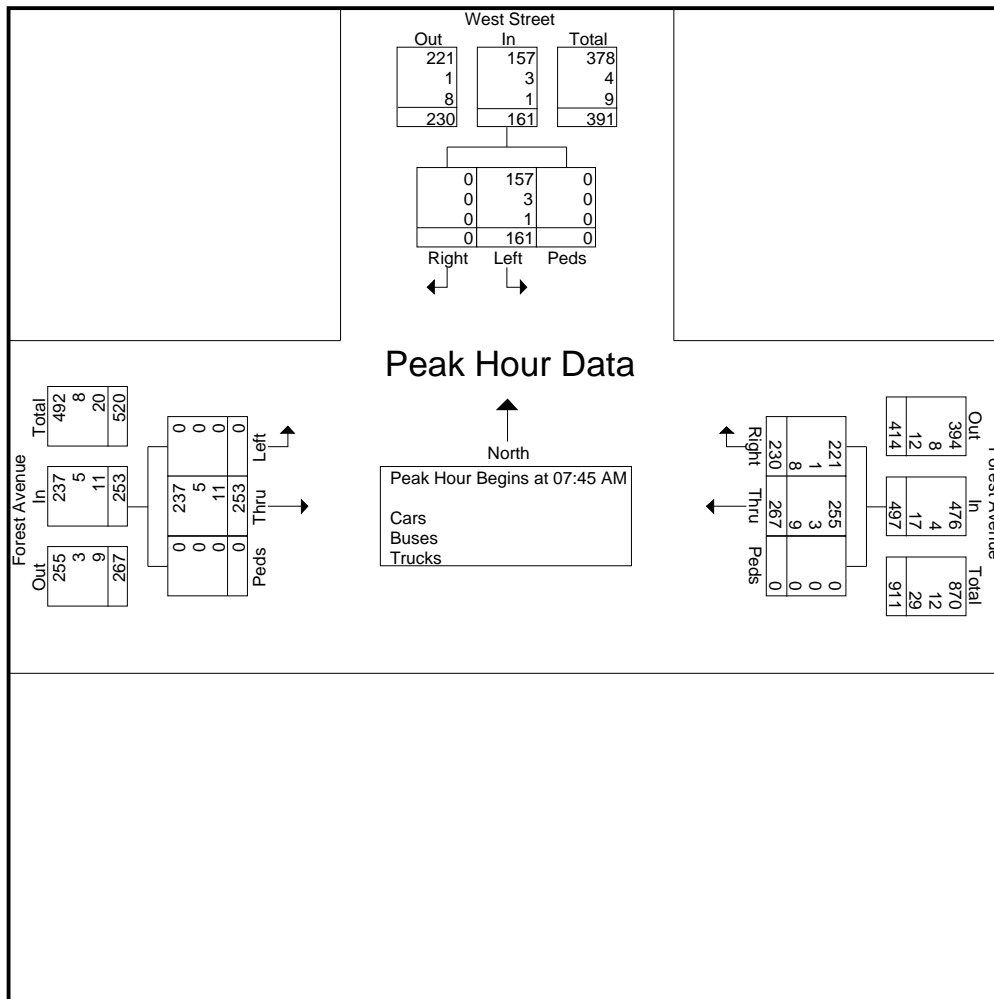 West Street
Out In Total
221 157 378
1 3 4
8 1 9
230 161 391
0 157 0
0 3 0
0 1 0
0 161 0
Right Left Peds
Peak Hour Data
North
Peak Hour Begins at 07:45 AM
Cars
Buses
Trucks
Forest Avenue
Total In Out
492 237 255
8 5 3
20 11 9
520 253 267
Left Thru Peds
0 237 0
0 5 0
0 11 0
0 253 0
Right Thru Peds
221 255 0
1 3 0
8 9 0
230 267 0
Forest Avenue
Out In Total
394 476 870
8 4 12
12 17 29
414 497 911